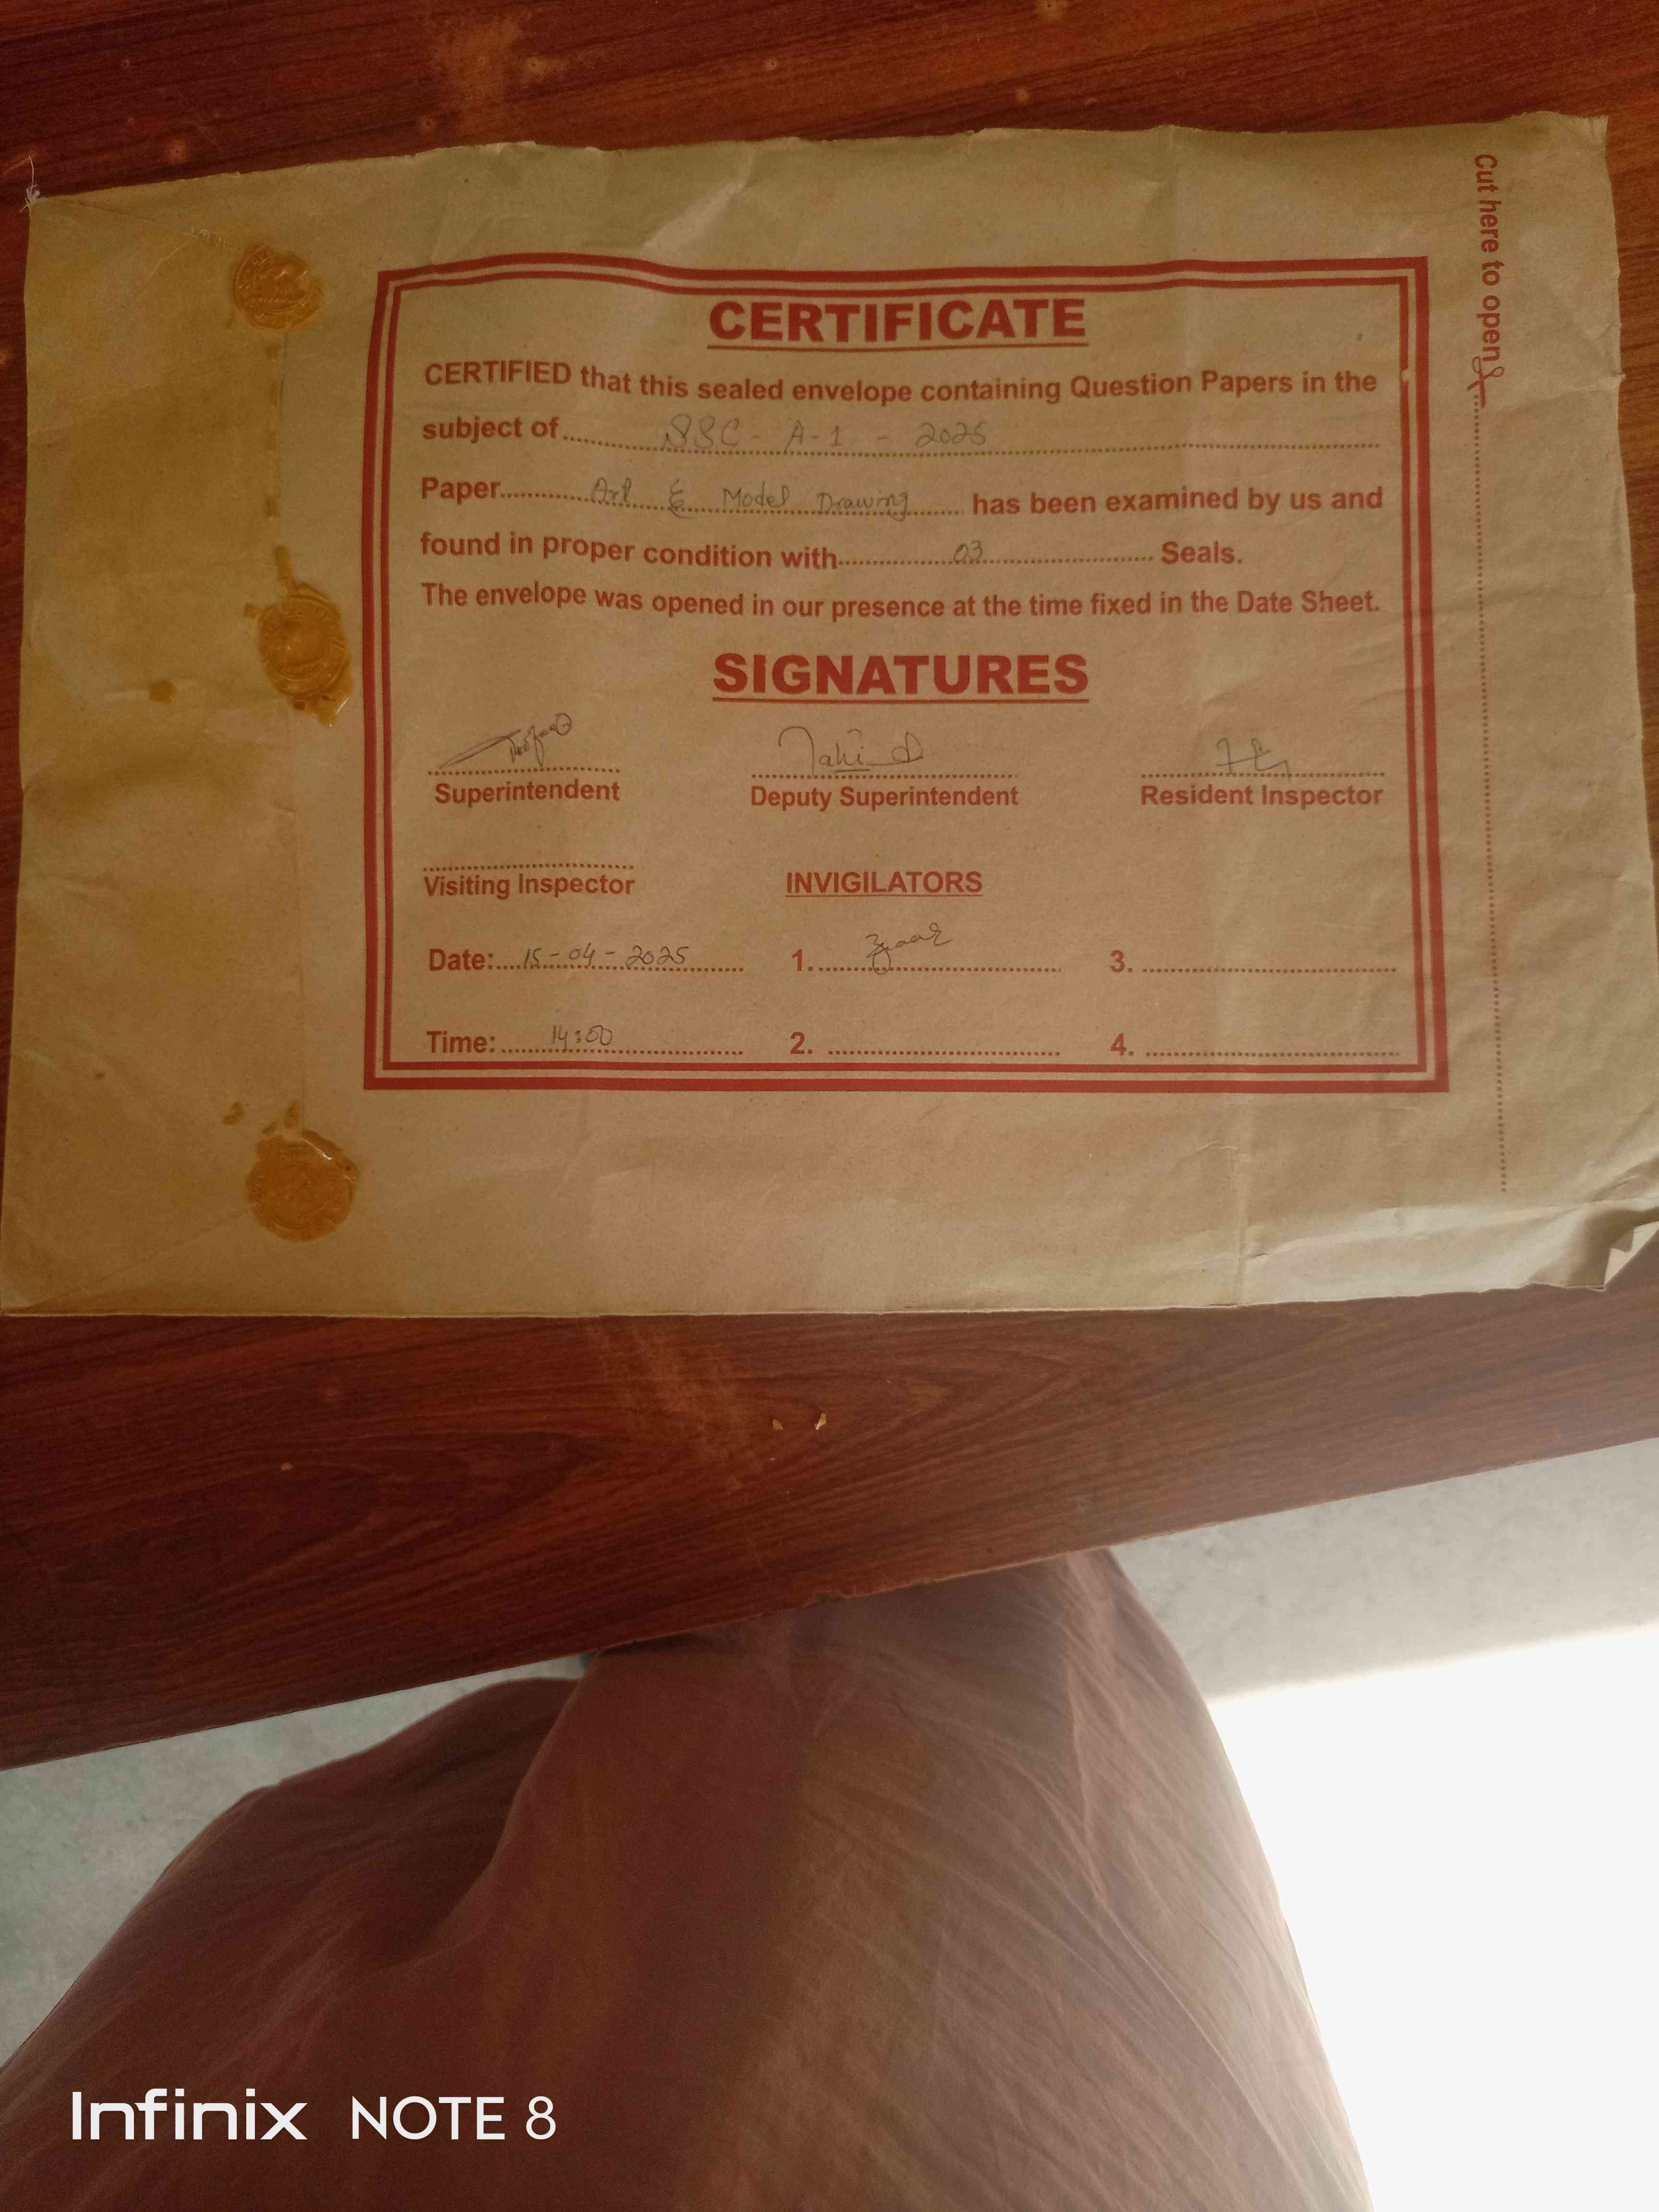 Cut here to open
CERTIFICATE
CERTIFIED that this sealed envelope containing Question Papers in the
subject of SSC - A-1 - 2025
Paper Art & Model Drawing has been examined by us and
found in proper condition with 03 Seals.
The envelope was opened in our presence at the time fixed in the Date Sheet.
SIGNATURES
Superintendent Deputy Superintendent Resident Inspector
Visiting Inspector INVIGILATORS
Date: 15-04-2025 1. 3.
Time: 14:00 2. 4.
Infinix NOTE 8